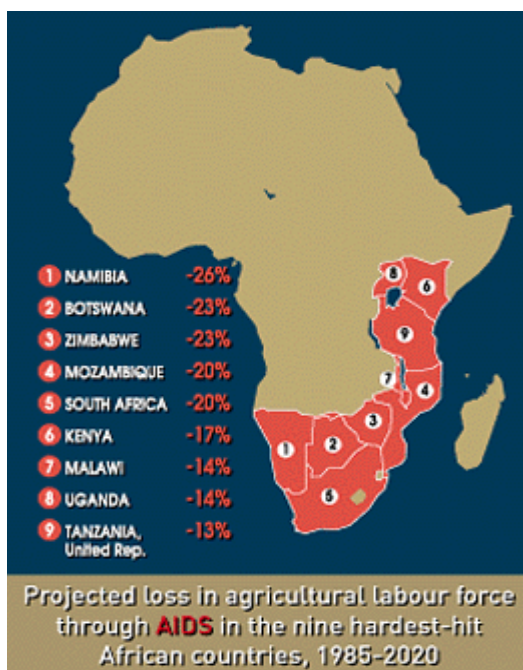 1 NAMIBIA -26%
2 BOTSWANA -23%
3 ZIMBABWE -23%
4 MOZAMBIQUE -20%
5 SOUTH AFRICA -20%
6 KENYA -17%
7 MALAWI -14%
8 UGANDA -14%
9 TANZANIA, -13%
United Rep.
8
6
9
7
4
3
1
2
5
Projected loss in agricultural labour force
through AIDS in the nine hardest-hit
African countries, 1985-2020